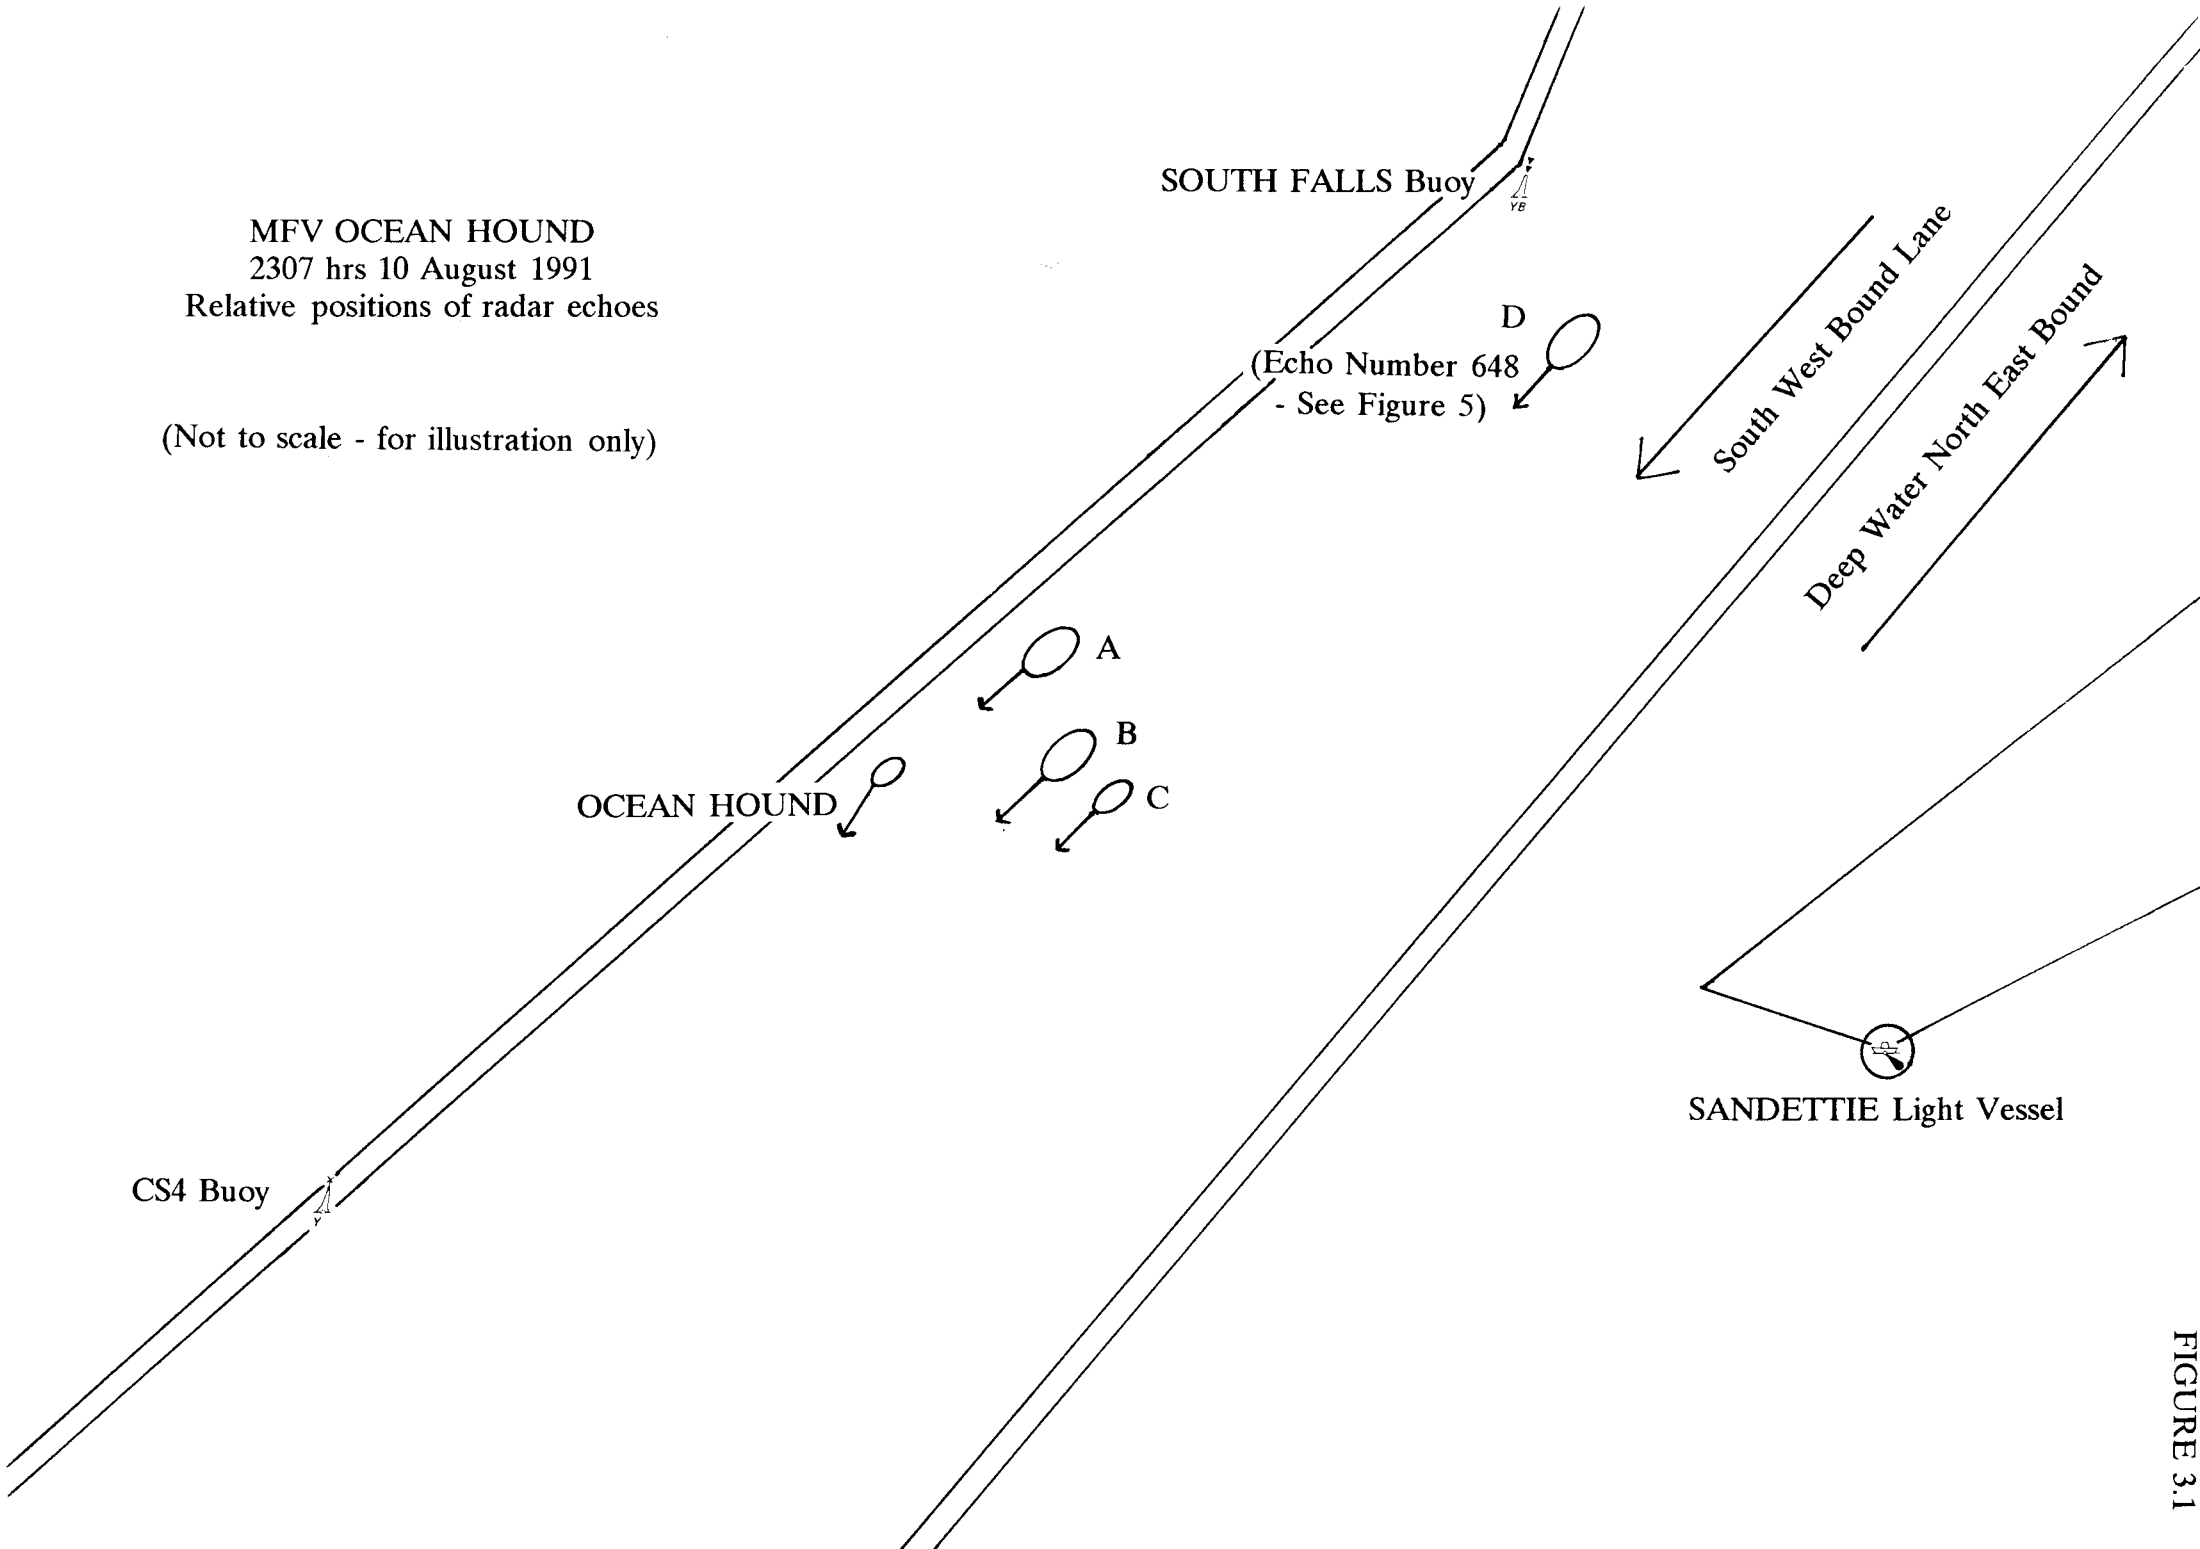 MFV OCEAN HOUND
2307 hrs 10 August 1991
Relative positions of radar echoes
(Not to scale - for illustration only)
SOUTH FALLS Buoy
YB
D
(Echo Number 648
- See Figure 5)
South West Bound Lane
Deep Water North East Bound
A
B
C
OCEAN HOUND
SANDETTIE Light Vessel
CS4 Buoy
Y
FIGURE 3.1